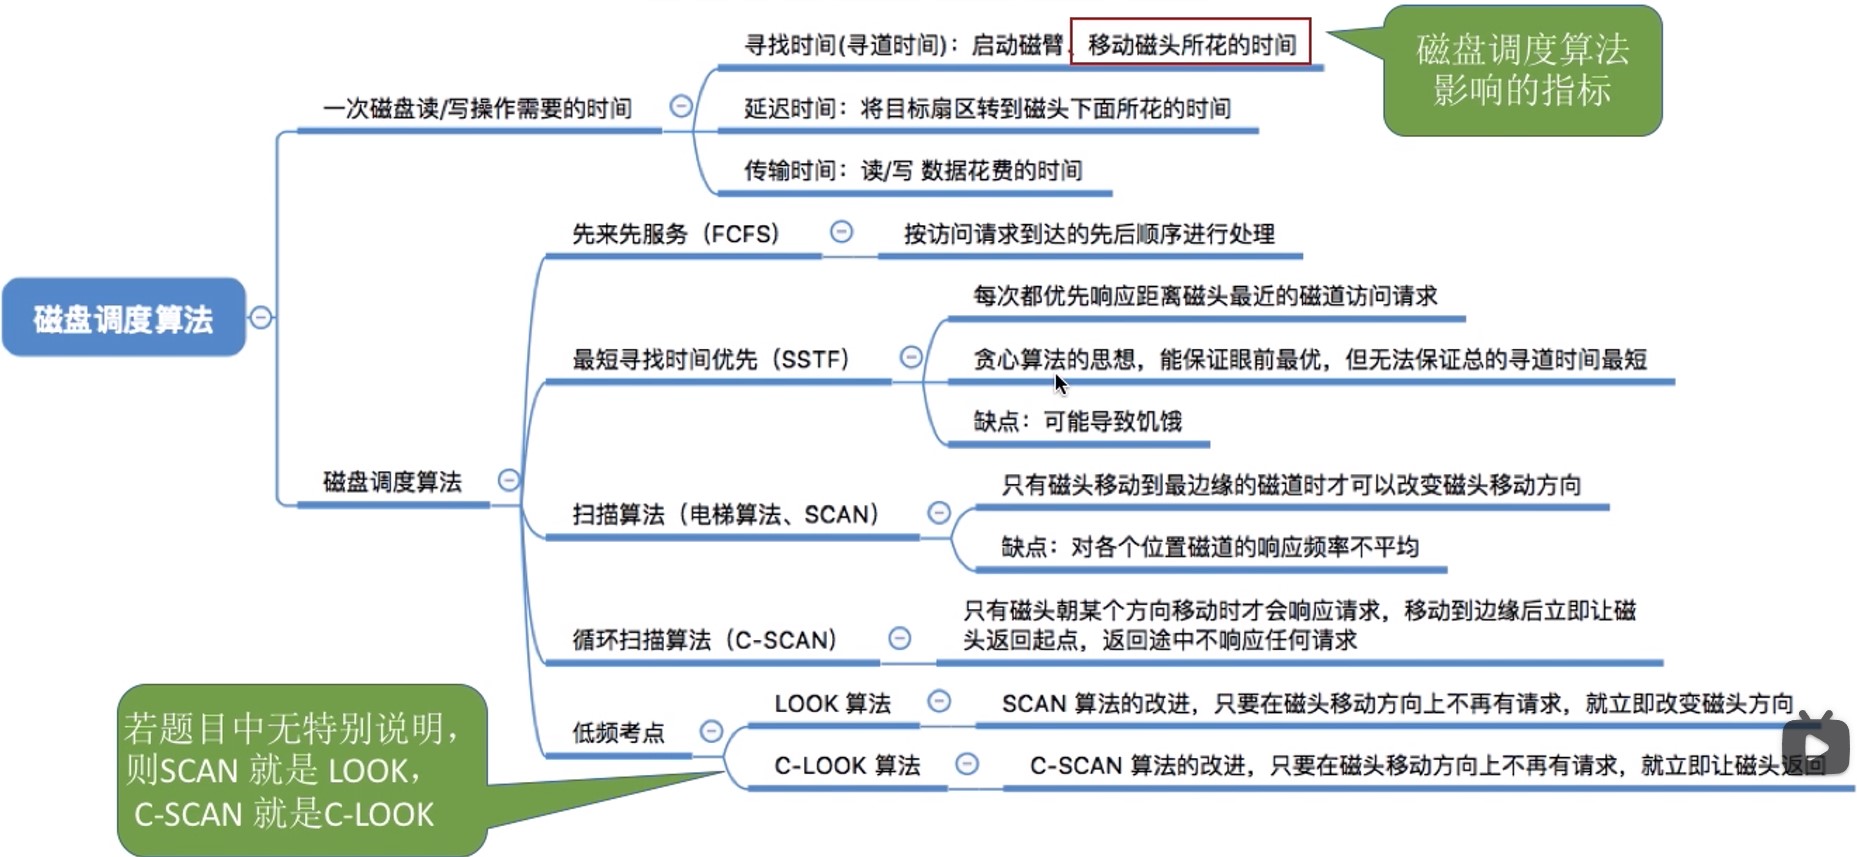 寻找时间(寻道时间)：启动磁臂、移动磁头所花的时间
磁盘调度算法
影响的指标
一次磁盘读/写操作需要的时间
延迟时间：将目标扇区转到磁头下面所花的时间
传输时间：读/写 数据花费的时间
先来先服务（FCFS）
按访问请求到达的先后顺序进行处理
每次都优先响应距离磁头最近的磁道访问请求
磁盘调度算法
最短寻找时间优先（SSTF）
贪心算法的思想，能保证眼前最优，但无法保证总的寻道时间最短
缺点：可能导致饥饿
磁盘调度算法
只有磁头移动到最边缘的磁道时才可以改变磁头移动方向
扫描算法（电梯算法、SCAN）
缺点：对各个位置磁道的响应频率不平均
循环扫描算法（C-SCAN）
只有磁头朝某个方向移动时才会响应请求，移动到边缘后立即让磁
头返回起点，返回途中不响应任何请求
低频考点
LOOK 算法
SCAN 算法的改进，只要在磁头移动方向上不再有请求，就立即改变磁头方向
C-LOOK 算法
C-SCAN 算法的改进，只要在磁头移动方向上不再有请求，就立即让磁头返回
若题目中无特别说明，
则SCAN 就是 LOOK，
C-SCAN 就是C-LOOK